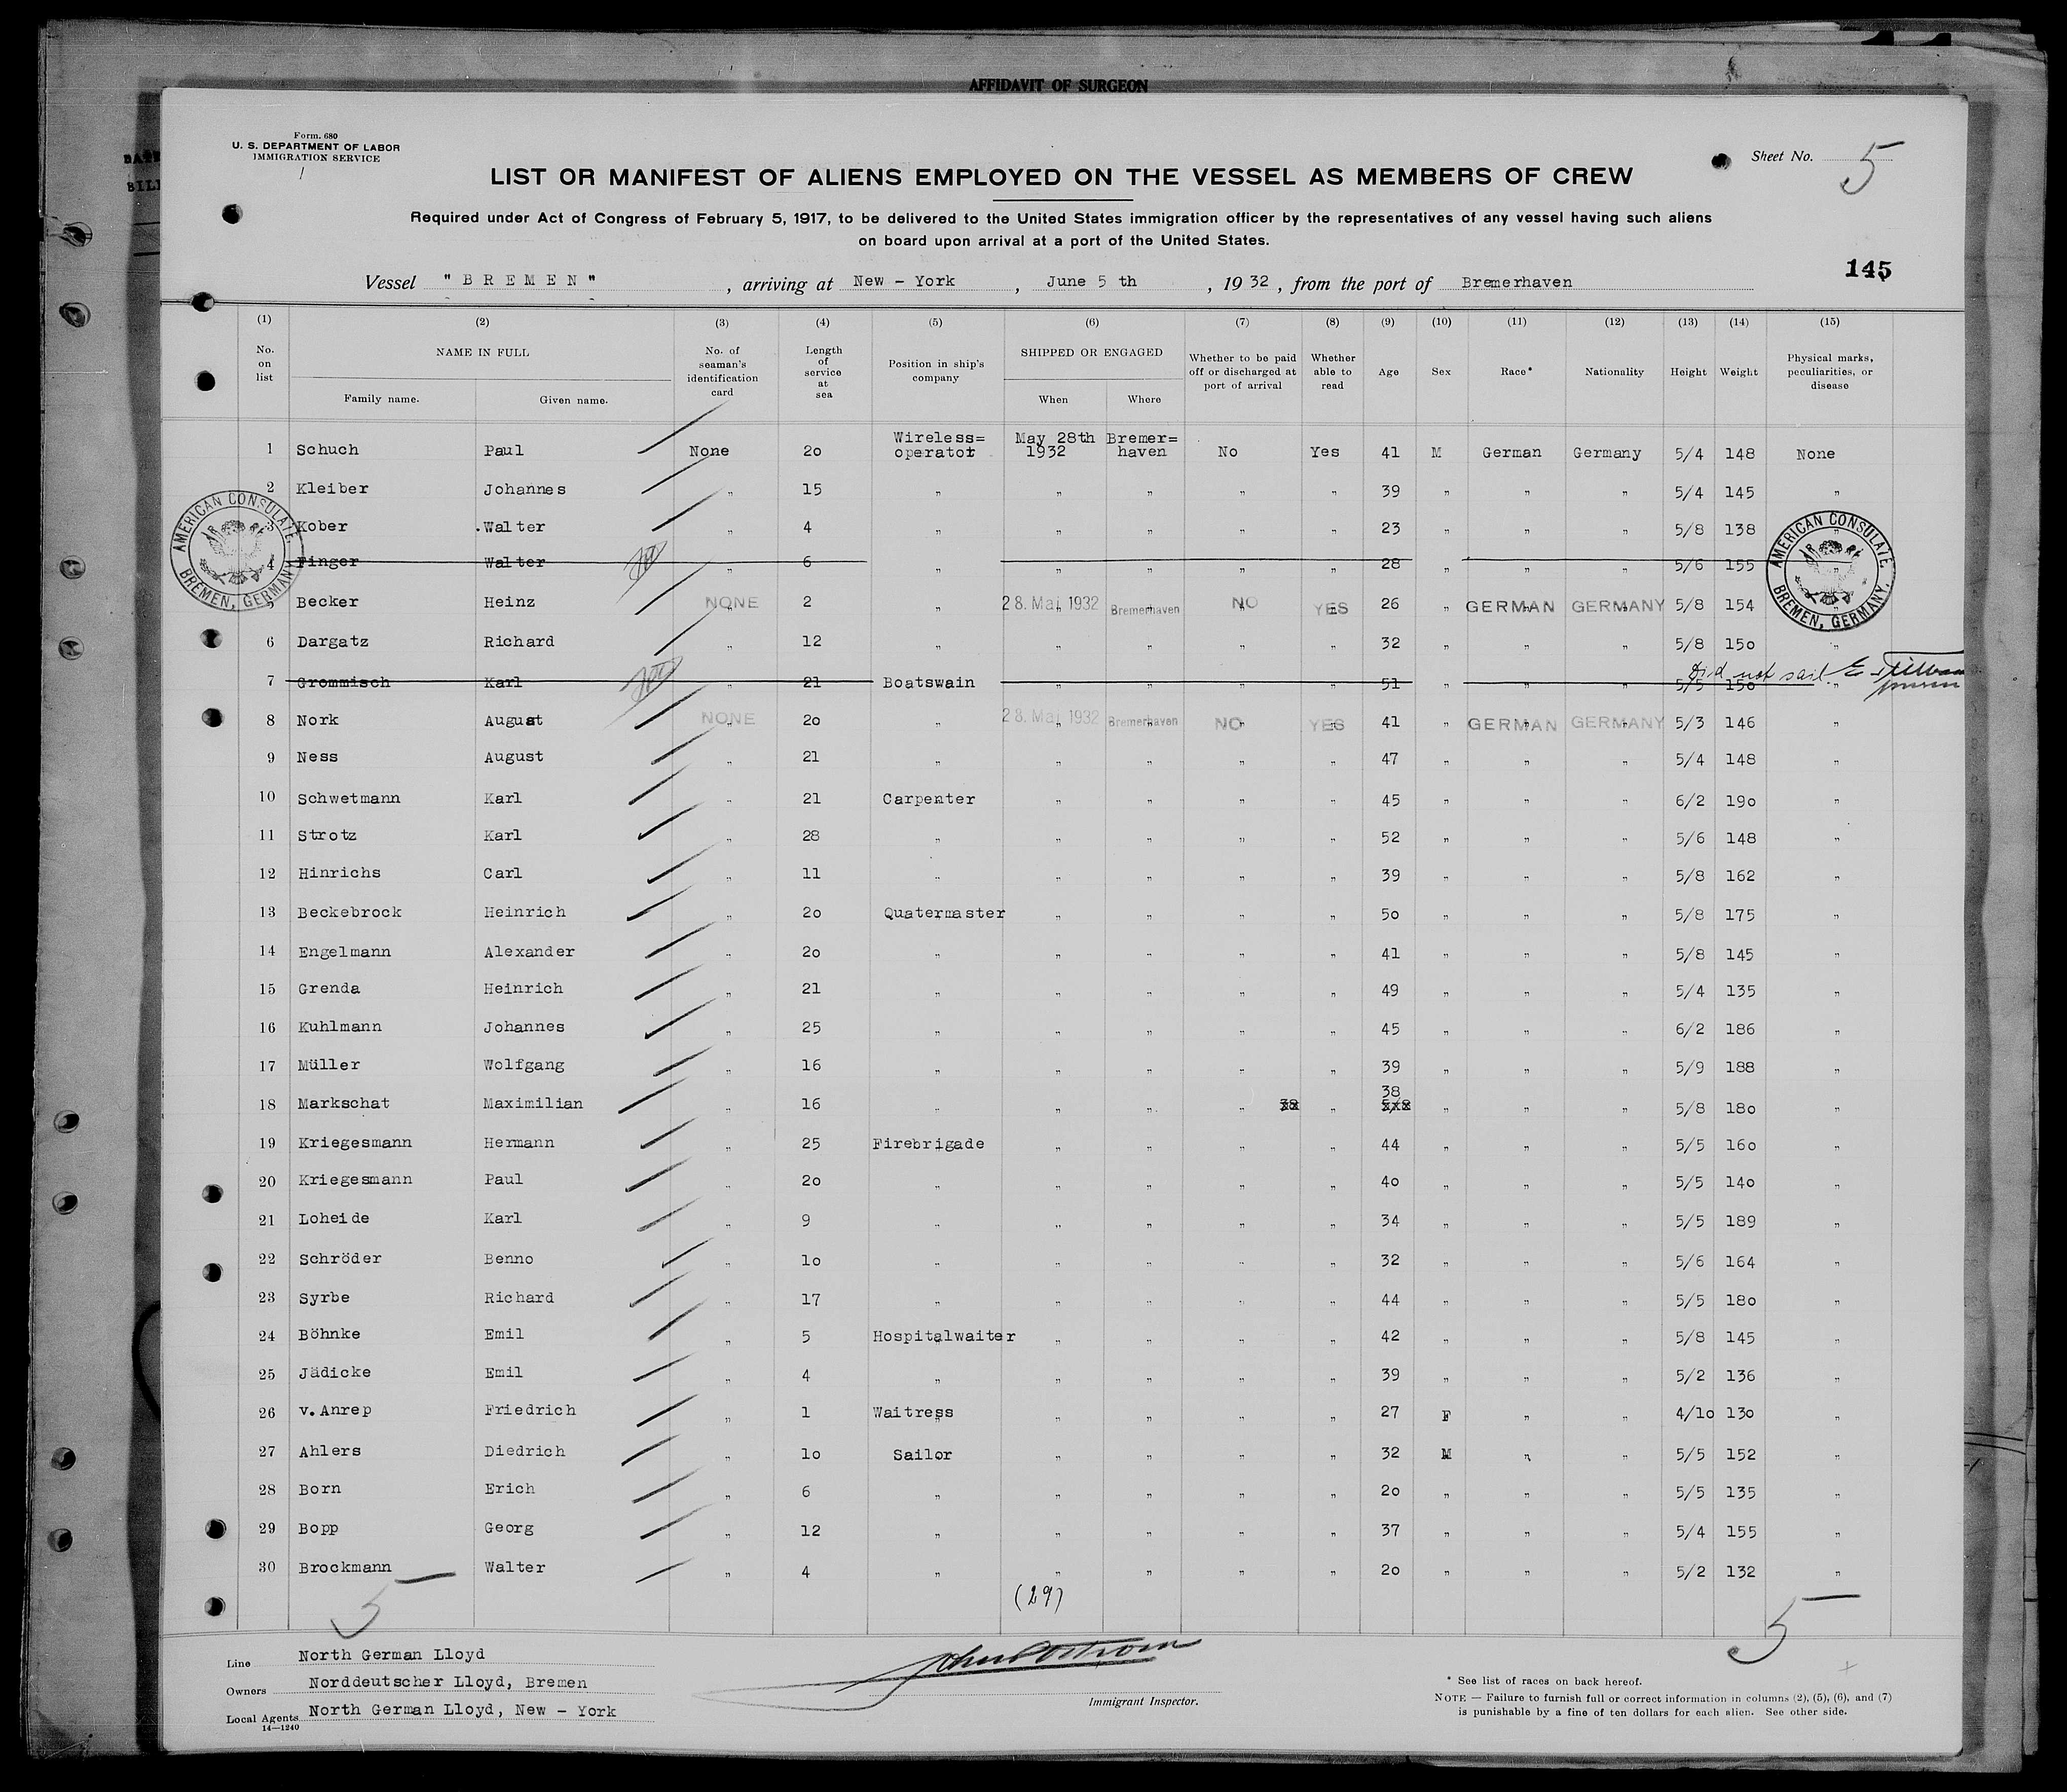 AFFIDAVIT OF SURGEON
Form. 680
U. S. DEPARTMENT OF LABOR
IMMIGRATION SERVICE
Sheet No. 5
LIST OR MANIFEST OF ALIENS EMPLOYED ON THE VESSEL AS MEMBERS OF CREW
Required under Act of Congress of February 5, 1917, to be delivered to the United States immigration officer by the representatives of any vessel having such aliens
on board upon arrival at a port of the United States.
145
Vessel "BREMEN", arriving at New - York, June 5 th, 1932, from the port of Bremerhaven
(1) (2) (3) (4) (5) (6) (7) (8) (9) (10) (11) (12) (13) (14) (15)
No. on list NAME IN FULL Family name. Given name. No. of seaman's identification card Length of service at sea Position in ship's company SHIPPED OR ENGAGED When Where Whether to be paid off or discharged at port of arrival Whether able to read Age Sex Race* Nationality Height Weight Physical marks, peculiarities, or disease
1 Schuch Paul None 20 Wireless=operator May 28th 1932 Bremer=haven No Yes 41 M German Germany 5/4 148 None
2 Kleiber Johannes " 15 " " " " " 39 " " " 5/4 145 "
3 Kober .Walter " 4 " " " " " 23 " " " 5/8 138 "
4 Finger Walter " 6 " " " " " 28 " " " 5/6 155 "
5 Becker Heinz NONE 2 " 28. Mai 1932 Bremerhaven NO YES 26 " GERMAN GERMANY 5/8 154 "
6 Dargatz Richard " 12 " " " " " 32 " " " 5/8 150 "
7 Grommisch Karl " 21 Boatswain " " " " 51 " " " 5/5 150 " Did not sail
8 Nork August NONE 20 " 28. Mai 1932 Bremerhaven NO YES 41 " GERMAN GERMANY 5/3 146 "
9 Ness August " 21 " " " " " 47 " " " 5/4 148 "
10 Schwetmann Karl " 21 Carpenter " " " " 45 " " " 6/2 190 "
11 Strotz Karl " 28 " " " " " 52 " " " 5/6 148 "
12 Hinrichs Carl " 11 " " " " " 39 " " " 5/8 162 "
13 Beckebrock Heinrich " 20 Quatermaster " " " " 50 " " " 5/8 175 "
14 Engelmann Alexander " 20 " " " " " 41 " " " 5/8 145 "
15 Grenda Heinrich " 21 " " " " " 49 " " " 5/4 135 "
16 Kuhlmann Johannes " 25 " " " " " 45 " " " 6/2 186 "
17 Müller Wolfgang " 16 " " " " " 39 " " " 5/9 188 "
18 Markschat Maximilian " 16 " " " " " 38 " " " 5/8 180 "
19 Kriegesmann Hermann " 25 Firebrigade " " " " 44 " " " 5/5 160 "
20 Kriegesmann Paul " 20 " " " " " 40 " " " 5/5 140 "
21 Loheide Karl " 9 " " " " " 34 " " " 5/5 189 "
22 Schröder Benno " 10 " " " " " 32 " " " 5/6 164 "
23 Syrbe Richard " 17 " " " " " 44 " " " 5/5 180 "
24 Böhnke Emil " 5 Hospitalwaiter " " " " 42 " " " 5/8 145 "
25 Jädicke Emil " 4 " " " " " 39 " " " 5/2 136 "
26 v.Anrep Friedrich " 1 Waitress " " " " 27 F " " 4/10 130 "
27 Ahlers Diedrich " 10 Sailor " " " " 32 M " " 5/5 152 "
28 Born Erich " 6 " " " " " 20 " " " 5/5 135 "
29 Bopp Georg " 12 " " " " " 37 " " " 5/4 155 "
30 Brockmann Walter " 4 " " " " " 20 " " " 5/2 132 "
AMERICAN CONSULATE, BREMEN, GERMANY.
AMERICAN CONSULATE, BREMEN, GERMANY.
5 (29) 5
Line North German Lloyd
Owners Norddeutscher Lloyd, Bremen
Local Agents North German Lloyd, New - York
14—1240
Immigrant Inspector.
* See list of races on back hereof.
NOTE — Failure to furnish full or correct information in columns (2), (5), (6), and (7)
is punishable by a fine of ten dollars for each alien. See other side.